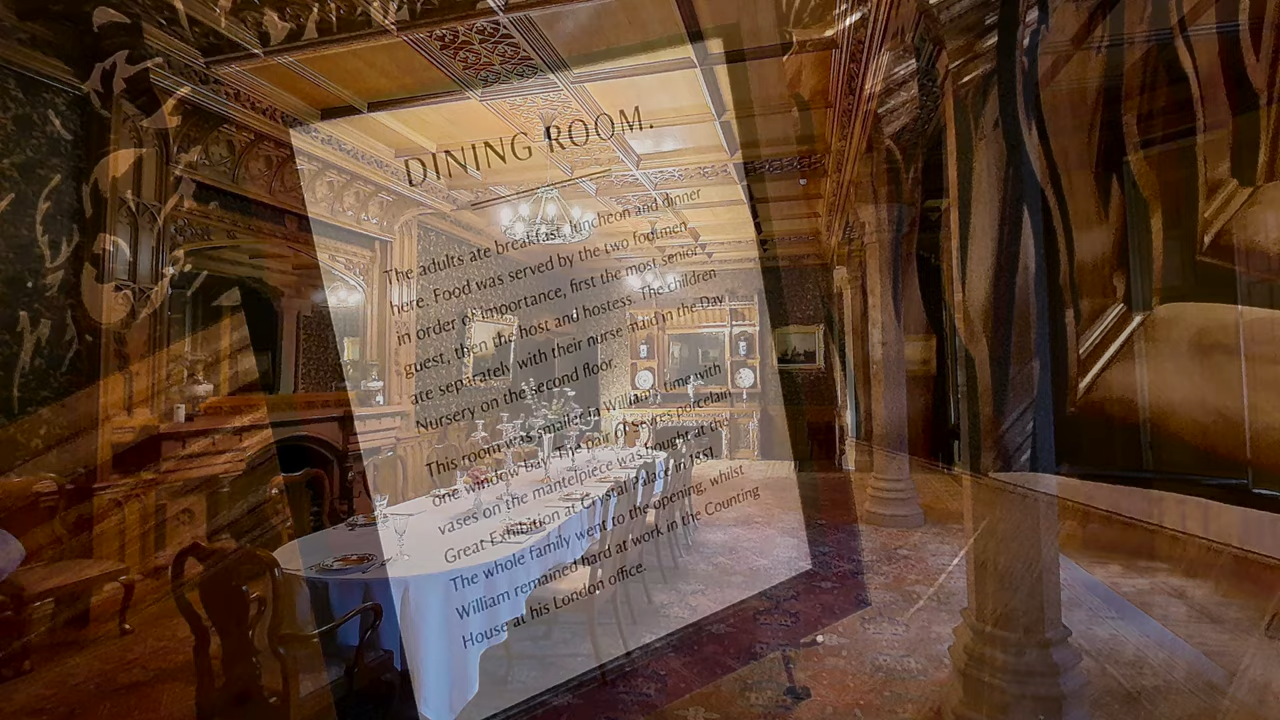 DINING ROOM.
The adults ate breakfast, luncheon and dinner
here. Food was served by the two footmen
in order of importance, first the most senior
guest, then the host and hostess. The children
ate separately with their nurse maid in the Day
Nursery on the second floor.
This room was smaller in William's time with
one window bay. The pair of Sevres porcelain
vases on the mantelpiece was bought at the
Great Exhibition at Crystal Palace in 1851.
The whole family went to the opening, whilst
William remained hard at work in the Counting
House at his London office.